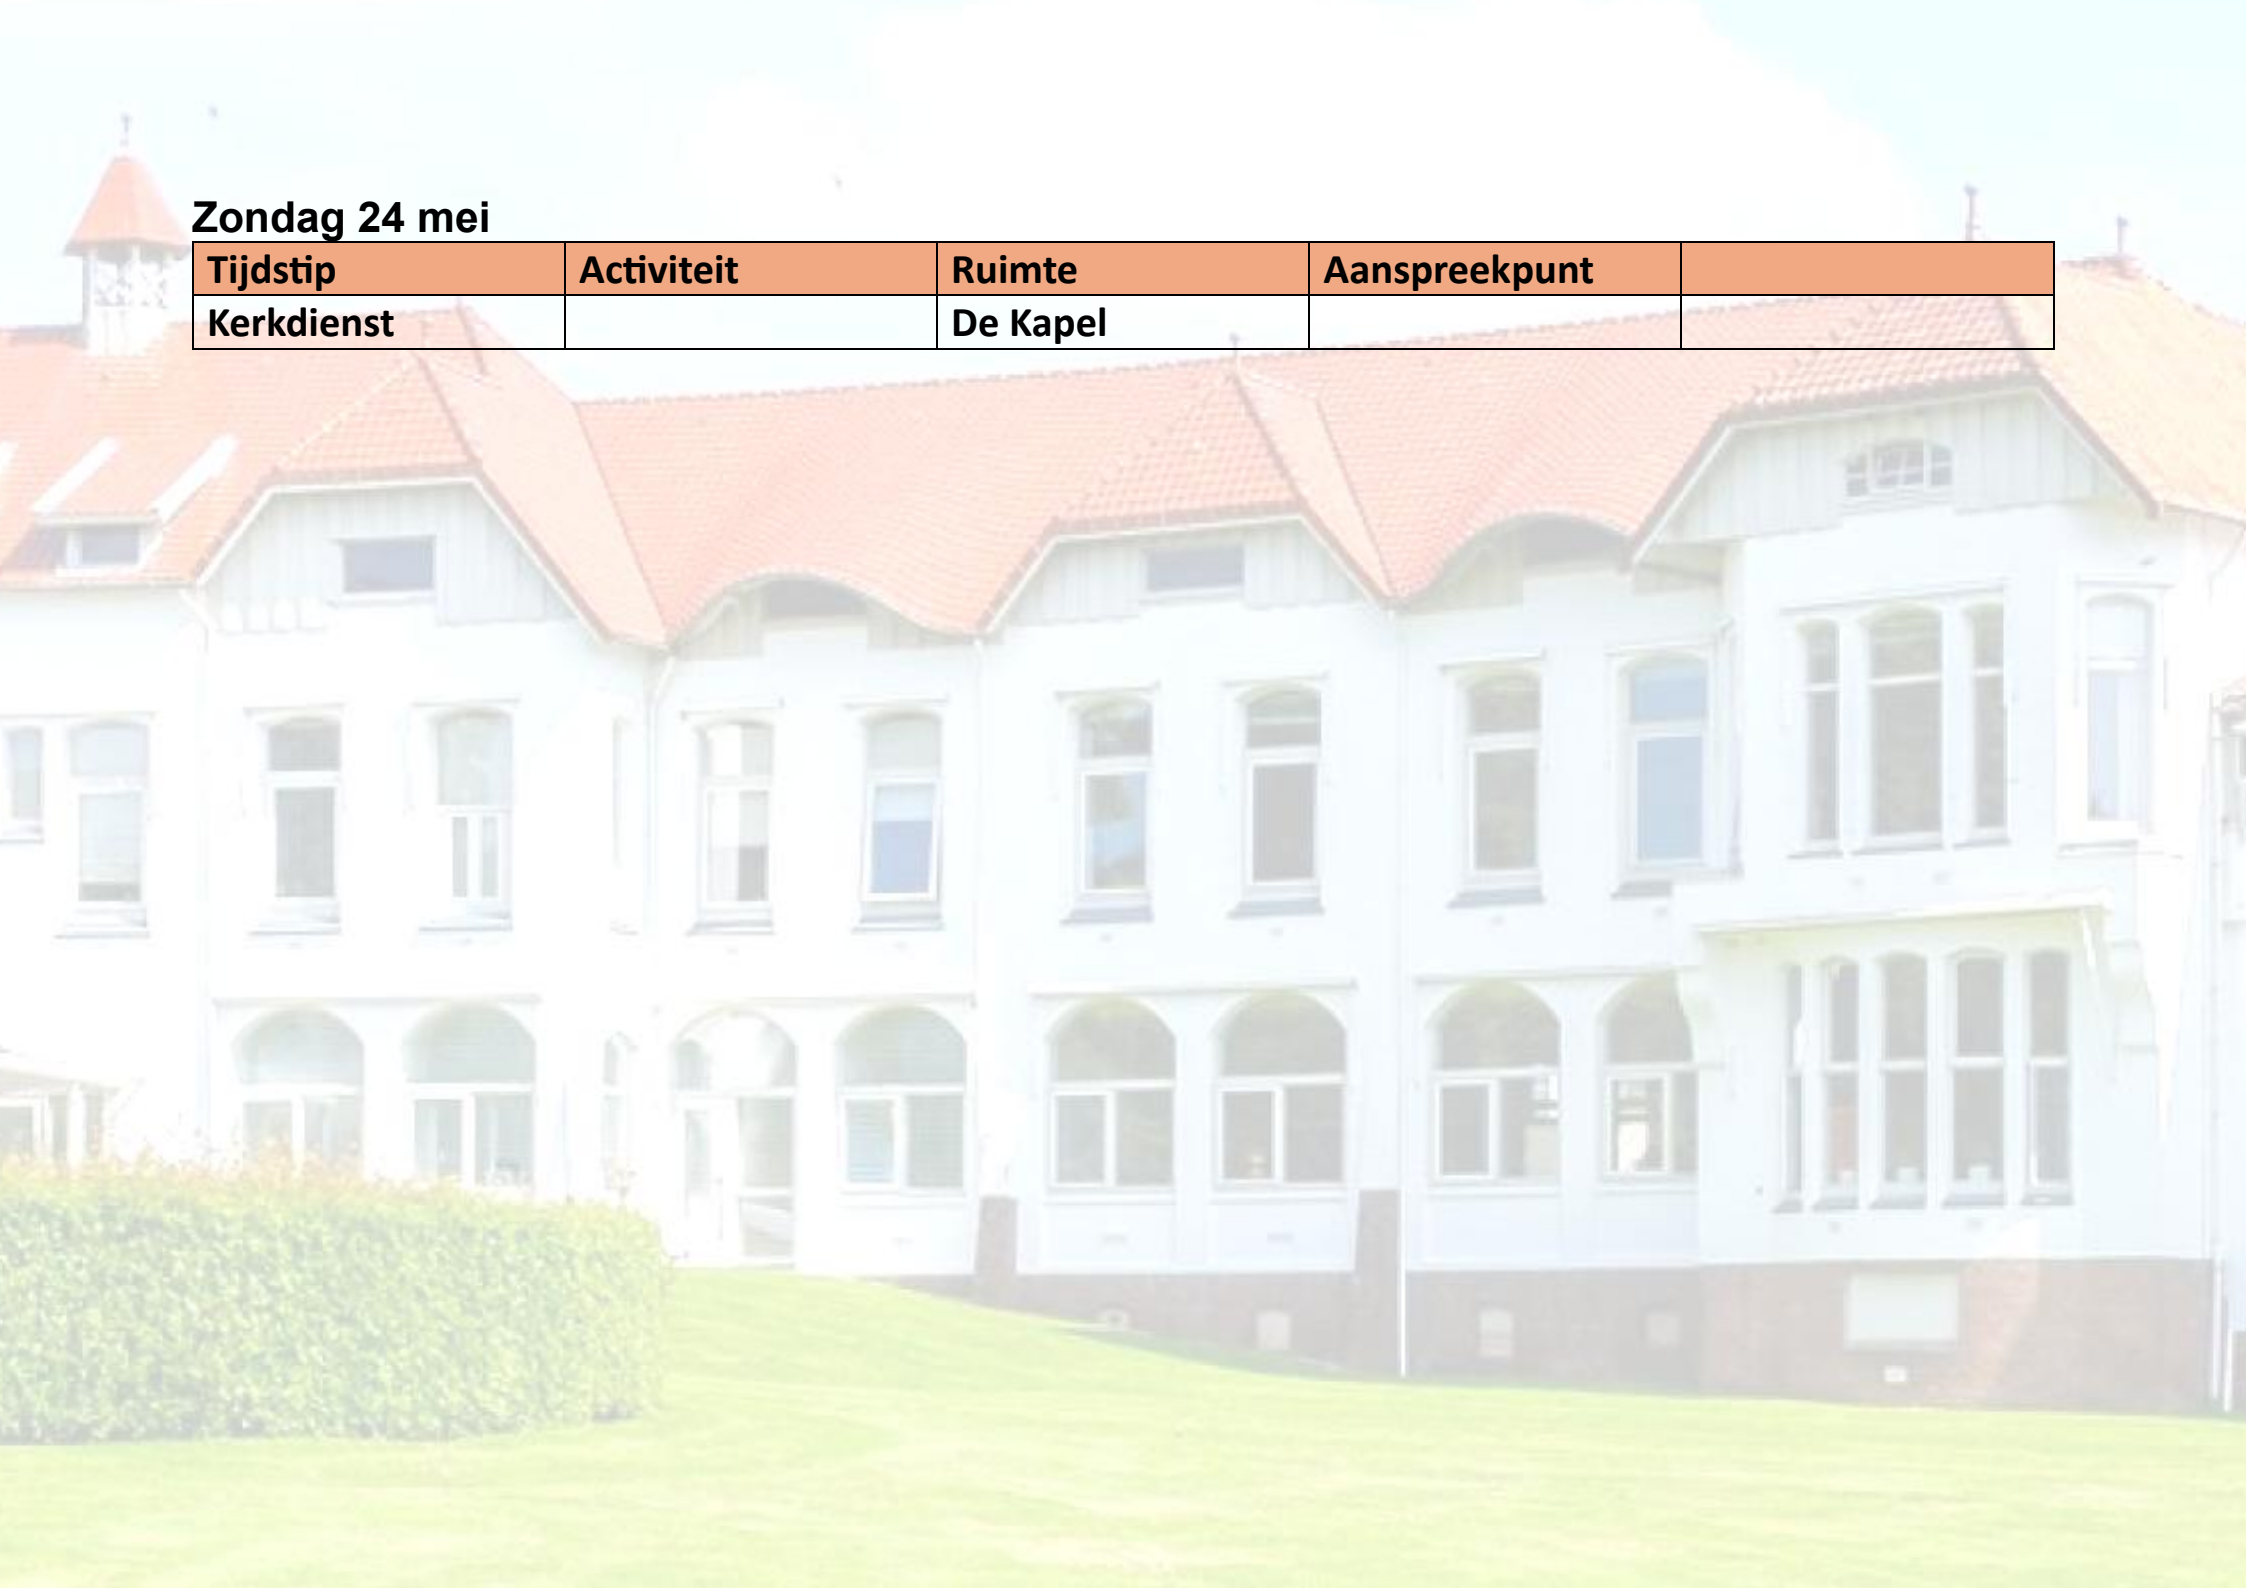 Zondag 24 mei
Tijdstip Activiteit Ruimte Aanspreekpunt
Kerkdienst De Kapel